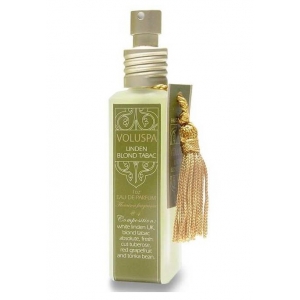 VOLUSPA
LINDEN
BLOND TABAC
EAU DE PARFUM
Composition
white linden UK,
blond tabac
absolute, fresh
cut tuberose,
red grapefruit
and tonka bean.